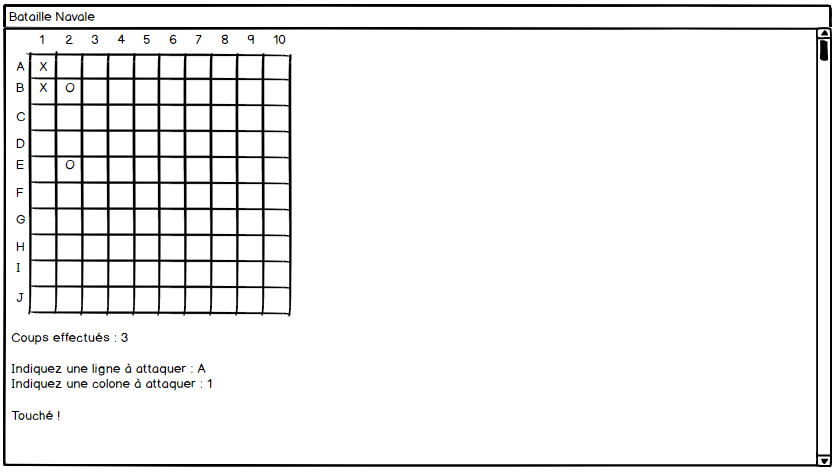 Bataille Navale
1 2 3 4 5 6 7 8 9 10
A X
B X O
C
D
E O
F
G
H
I
J
Coups effectués : 3
Indiquez une ligne à attaquer : A
Indiquez une colone à attaquer : 1
Touché !